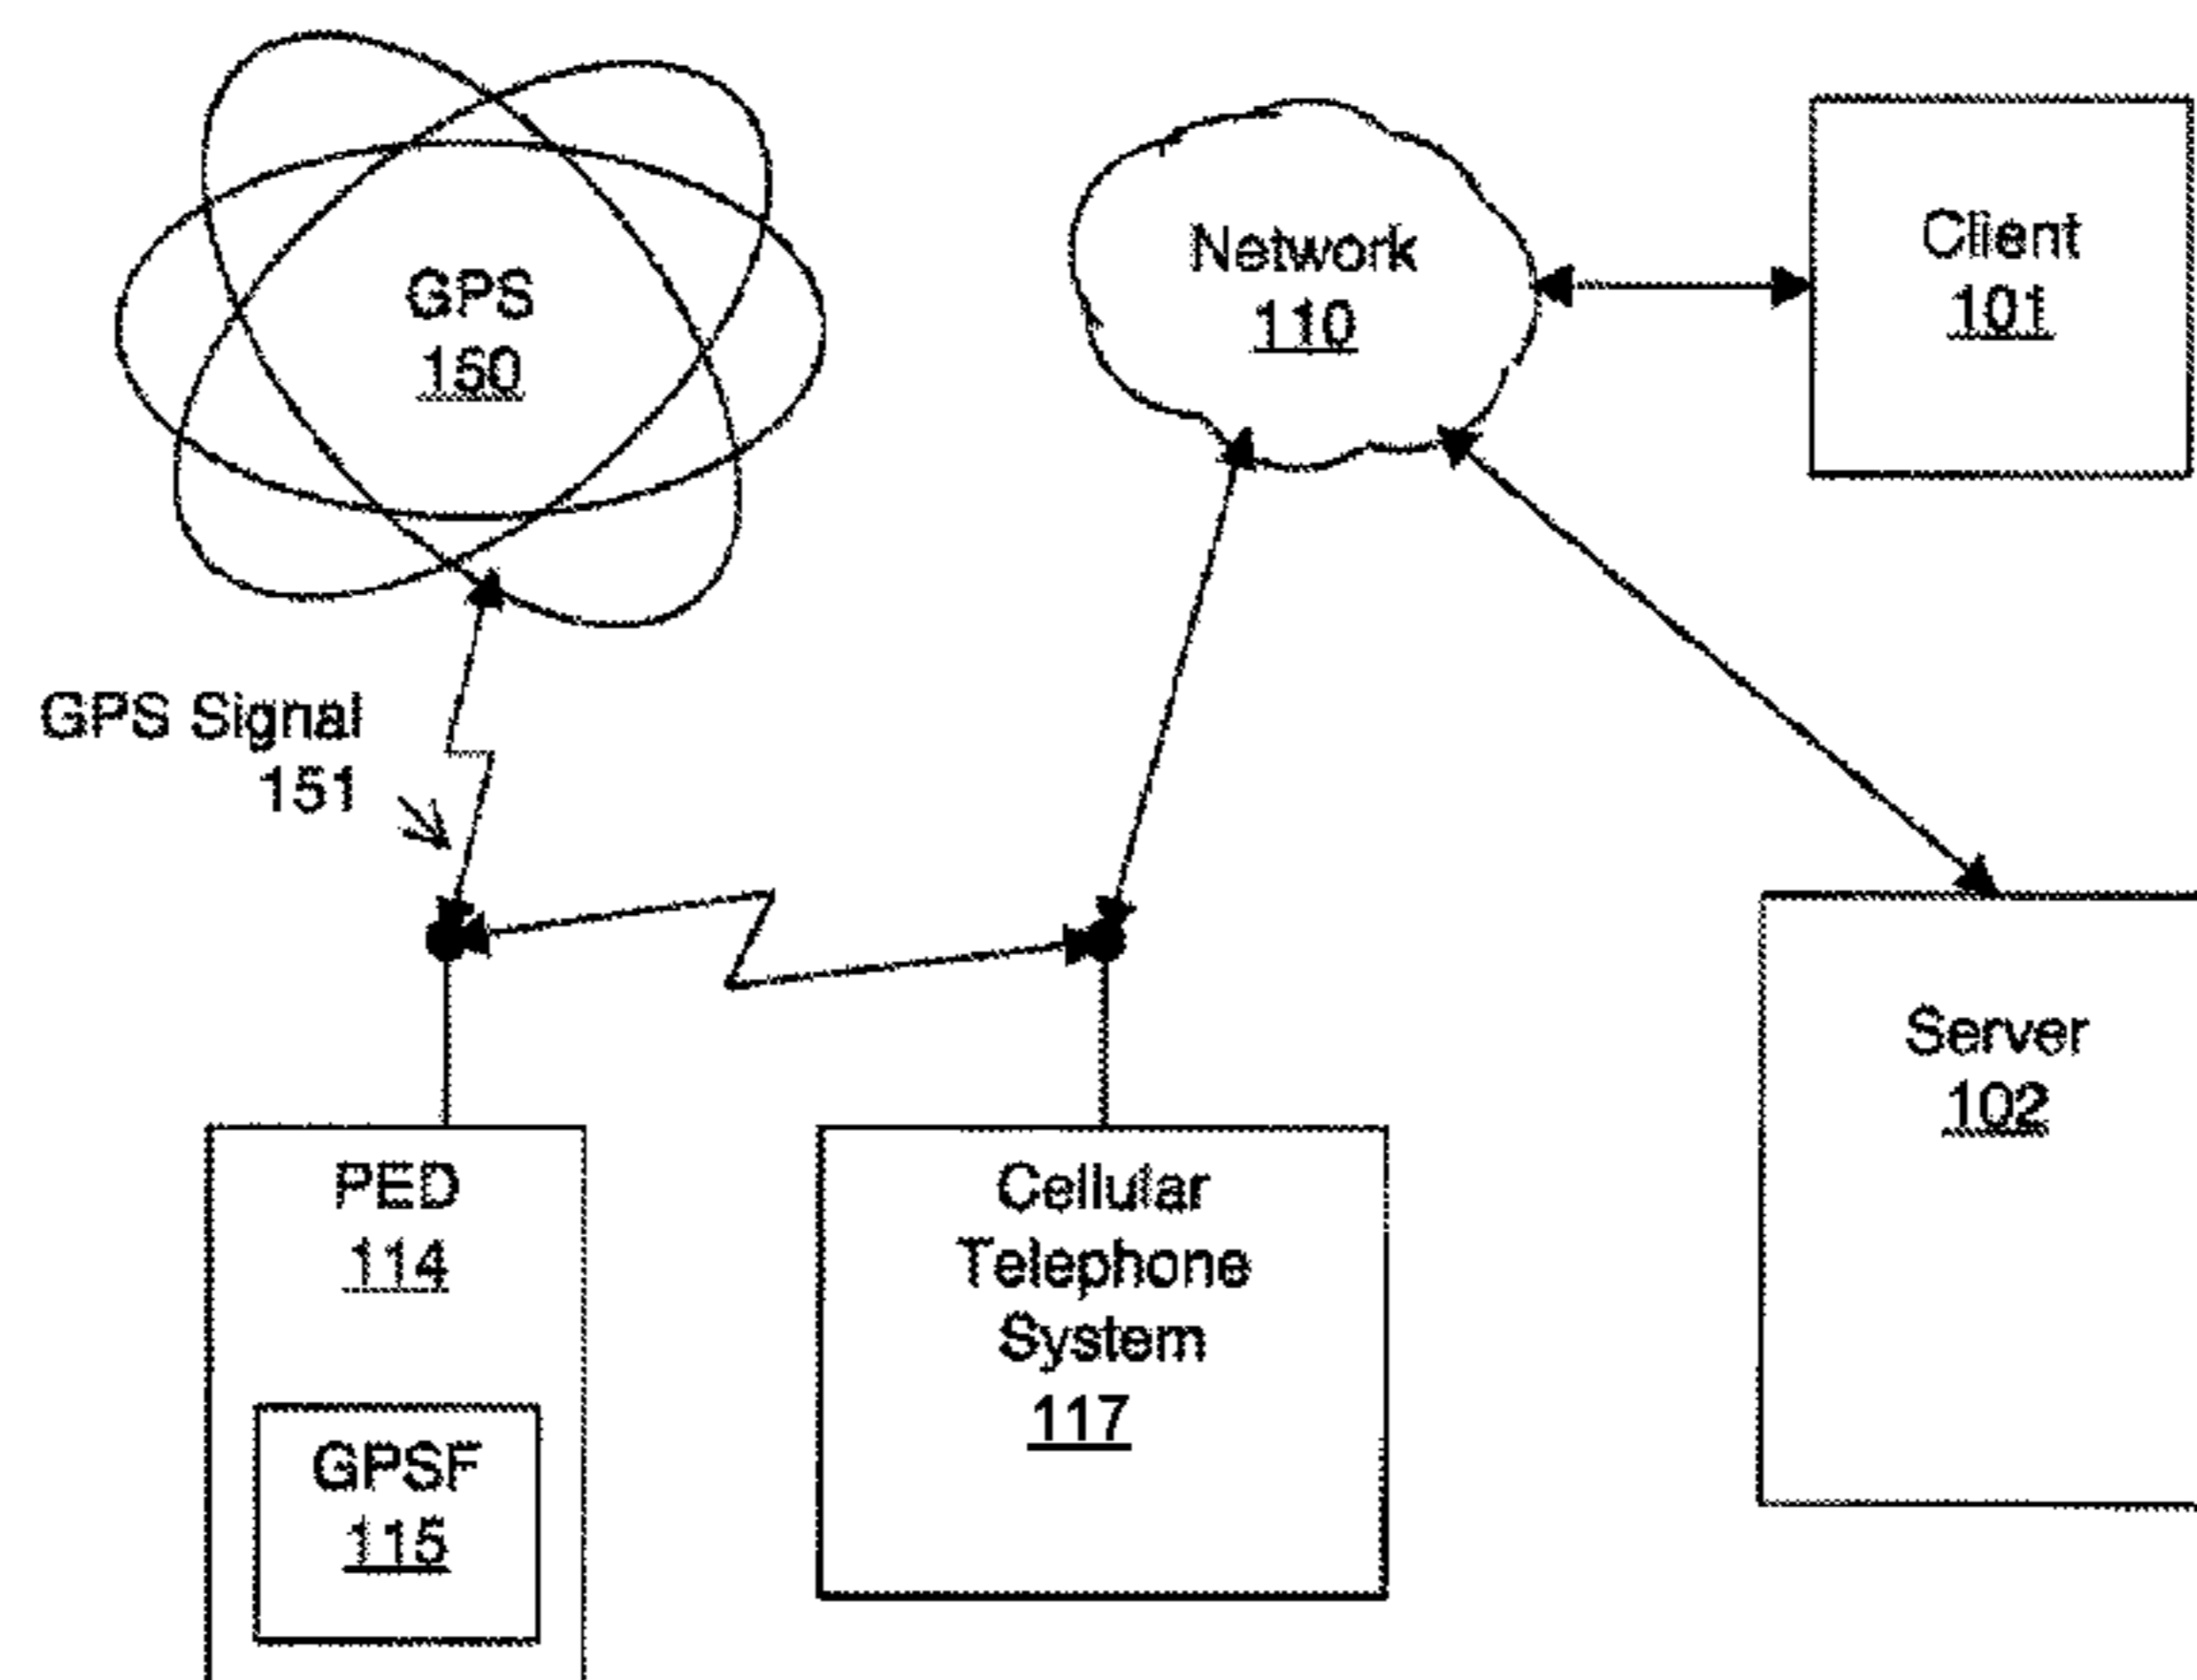 GPS
150
Network
110
Client
101
GPS Signal
151
Server
102
PED
114
Cellular
Telephone
System
117
GPSF
115